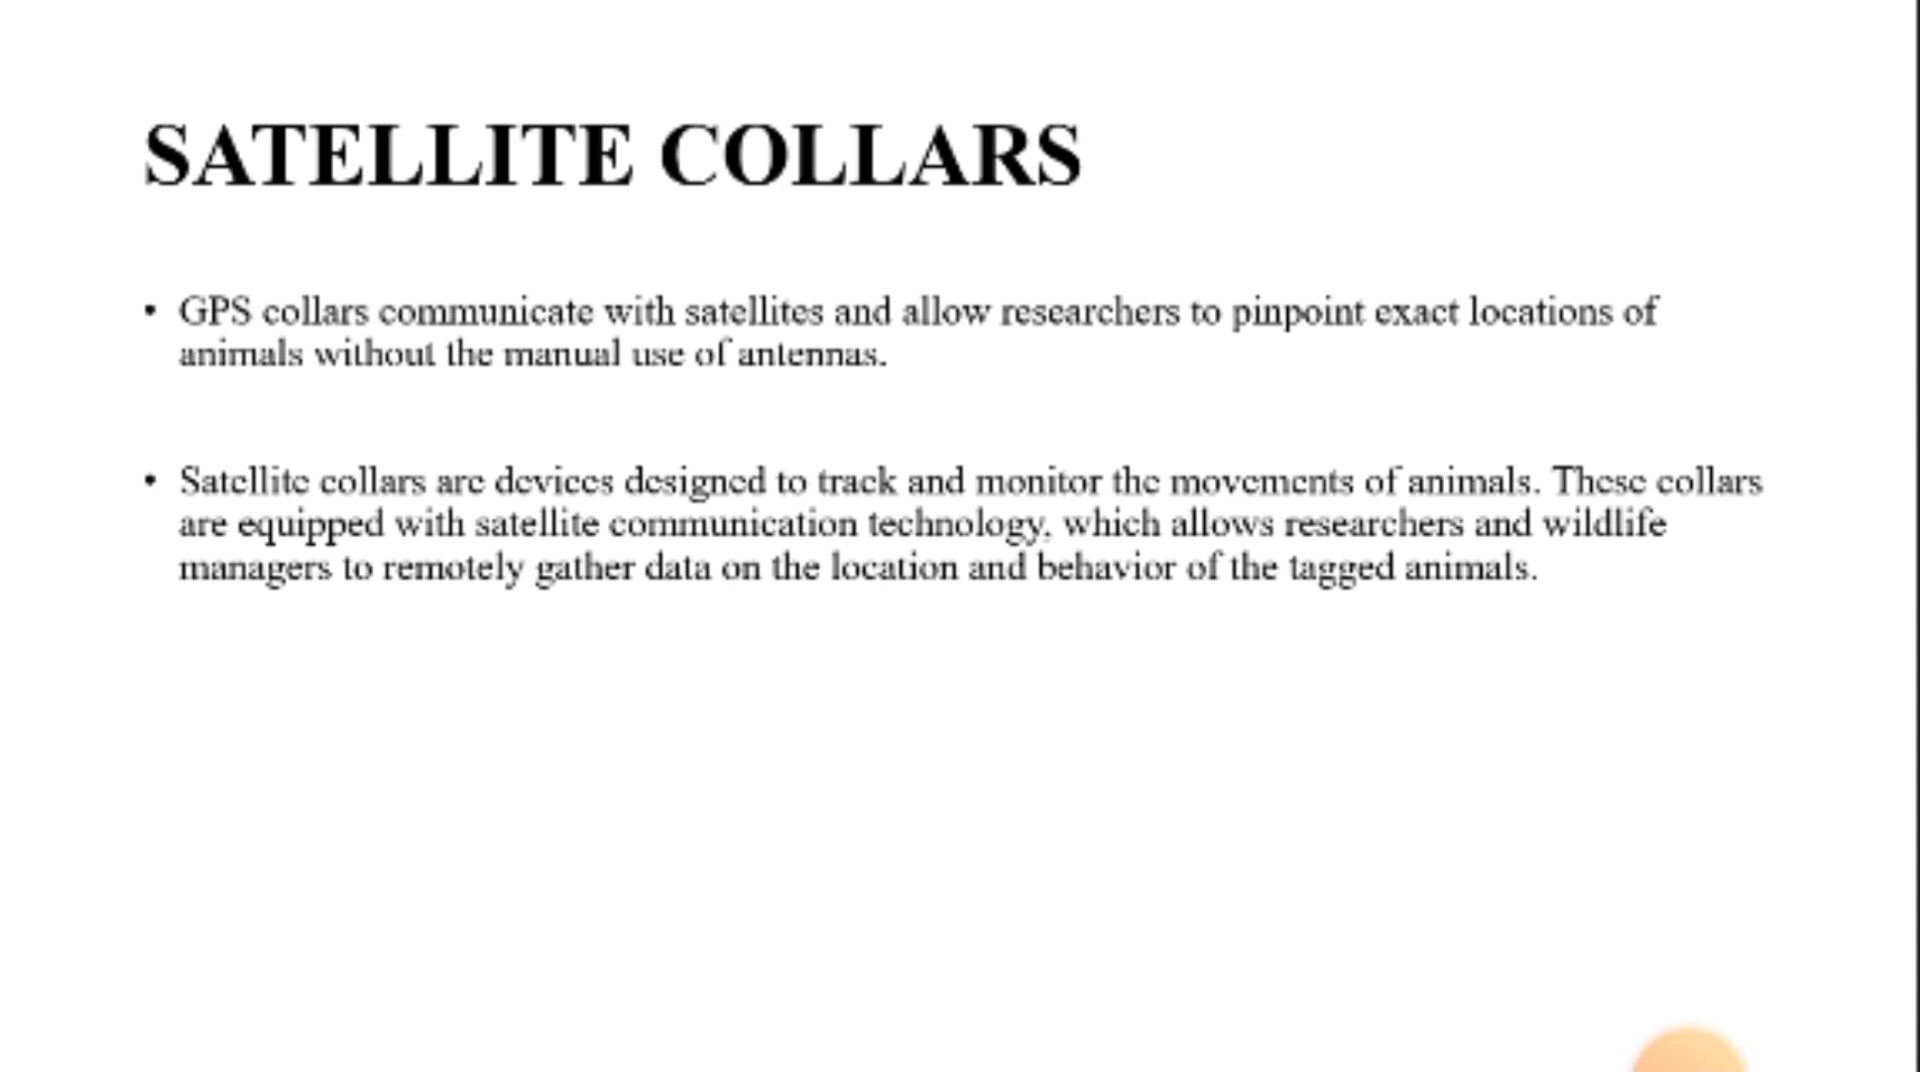 SATELLITE COLLARS
• GPS collars communicate with satellites and allow researchers to pinpoint exact locations of
animals without the manual use of antennas.
• Satellite collars are devices designed to track and monitor the movements of animals. These collars
are equipped with satellite communication technology, which allows researchers and wildlife
managers to remotely gather data on the location and behavior of the tagged animals.